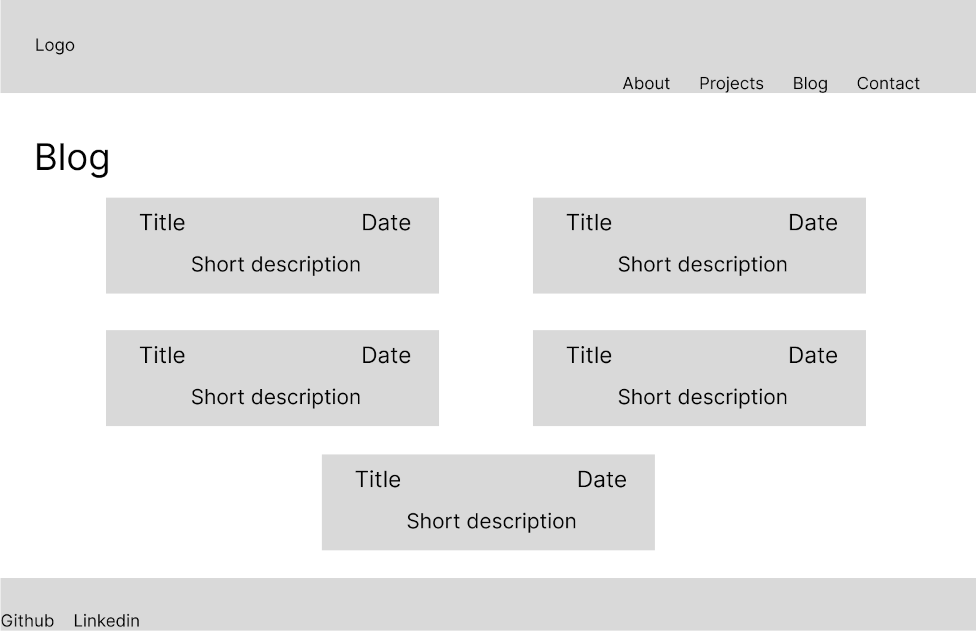 Logo
About Projects Blog Contact
Blog
Title Date
Short description
Title Date
Short description
Title Date
Short description
Title Date
Short description
Title Date
Short description
Github Linkedin